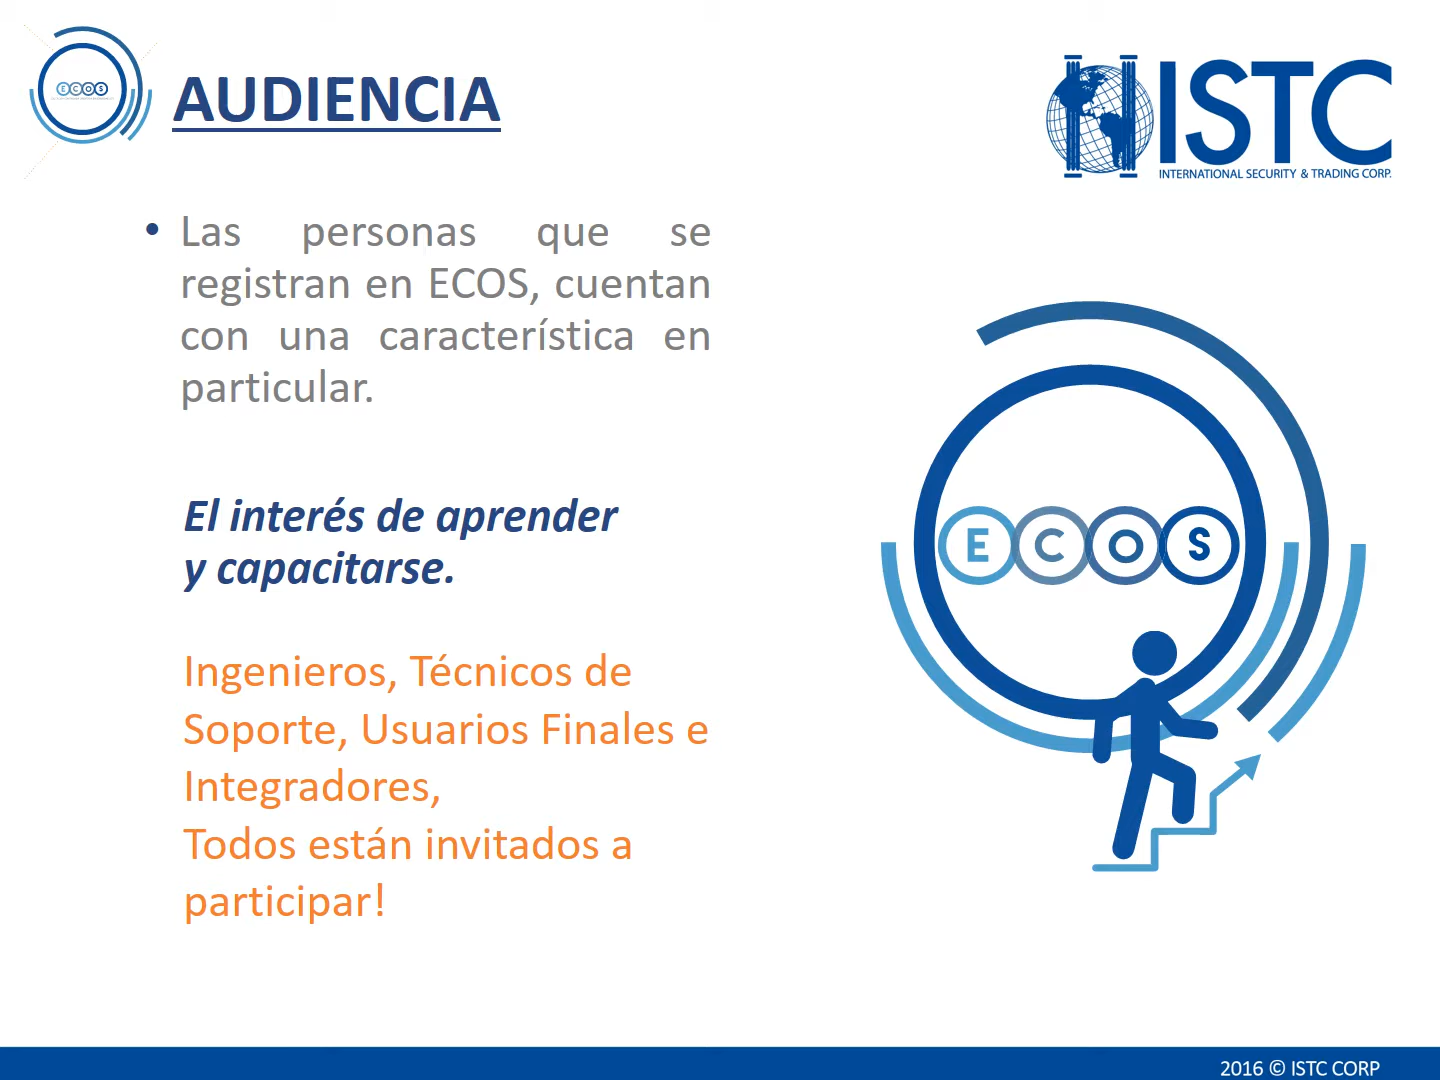 ECOS
AUDIENCIA
ISTC
INTERNATIONAL SECURITY & TRADING CORP.
• Las personas que se
registran en ECOS, cuentan
con una característica en
particular.
El interés de aprender
y capacitarse.
Ingenieros, Técnicos de
Soporte, Usuarios Finales e
Integradores,
Todos están invitados a
participar!
ECOS
2016 © ISTC CORP